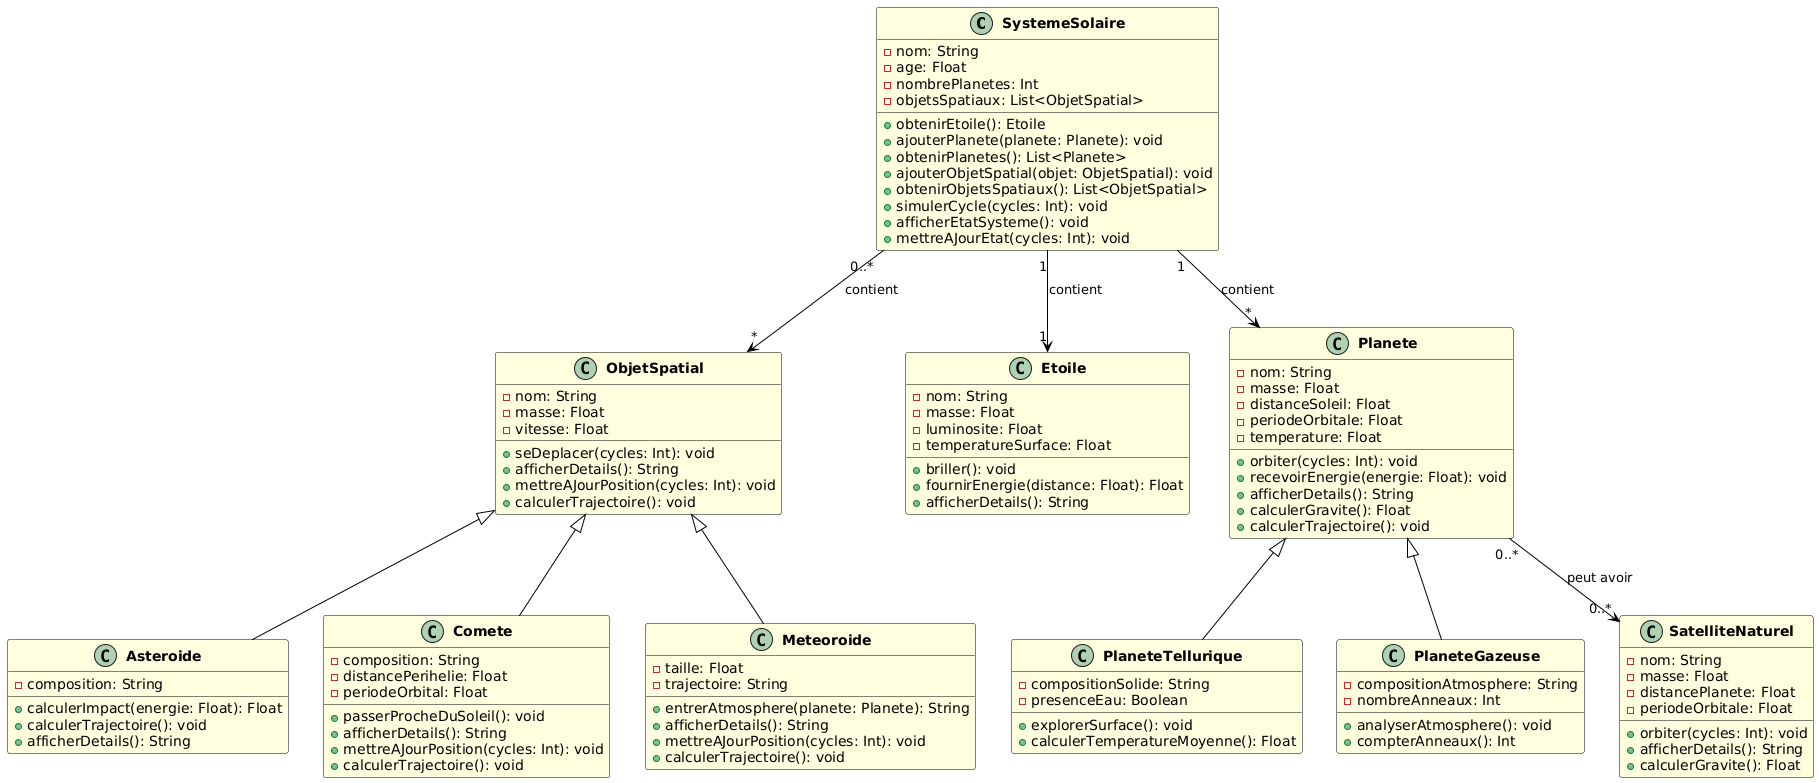 C SystemeSolaire
nom: String
age: Float
nombrePlanetes: Int
objetsSpatiaux: List<ObjetSpatial>
obtenirEtoile(): Etoile
ajouterPlanete(planete: Planete): void
obtenirPlanetes(): List<Planete>
ajouterObjetSpatial(objet: ObjetSpatial): void
obtenirObjetsSpatiaux(): List<ObjetSpatial>
simulerCycle(cycles: Int): void
afficherEtatSysteme(): void
mettreAJourEtat(cycles: Int): void
0..*
contient
*
1
contient
1
1
contient
*
C ObjetSpatial
nom: String
masse: Float
vitesse: Float
seDeplacer(cycles: Int): void
afficherDetails(): String
mettreAJourPosition(cycles: Int): void
calculerTrajectoire(): void
C Etoile
nom: String
masse: Float
luminosite: Float
temperatureSurface: Float
briller(): void
fournirEnergie(distance: Float): Float
afficherDetails(): String
C Planete
nom: String
masse: Float
distanceSoleil: Float
periodeOrbitale: Float
temperature: Float
orbiter(cycles: Int): void
recevoirEnergie(energie: Float): void
afficherDetails(): String
calculerGravite(): Float
calculerTrajectoire(): void
0..*
peut avoir
0..*
C Asteroide
composition: String
calculerImpact(energie: Float): Float
calculerTrajectoire(): void
afficherDetails(): String
C Comete
composition: String
distancePerihelie: Float
periodeOrbital: Float
passerProcheDuSoleil(): void
afficherDetails(): String
mettreAJourPosition(cycles: Int): void
calculerTrajectoire(): void
C Meteoroide
taille: Float
trajectoire: String
entrerAtmosphere(planete: Planete): String
afficherDetails(): String
mettreAJourPosition(cycles: Int): void
calculerTrajectoire(): void
C PlaneteTellurique
compositionSolide: String
presenceEau: Boolean
explorerSurface(): void
calculerTemperatureMoyenne(): Float
C PlaneteGazeuse
compositionAtmosphere: String
nombreAnneaux: Int
analyserAtmosphere(): void
compterAnneaux(): Int
C SatelliteNaturel
nom: String
masse: Float
distancePlanete: Float
periodeOrbitale: Float
orbiter(cycles: Int): void
afficherDetails(): String
calculerGravite(): Float